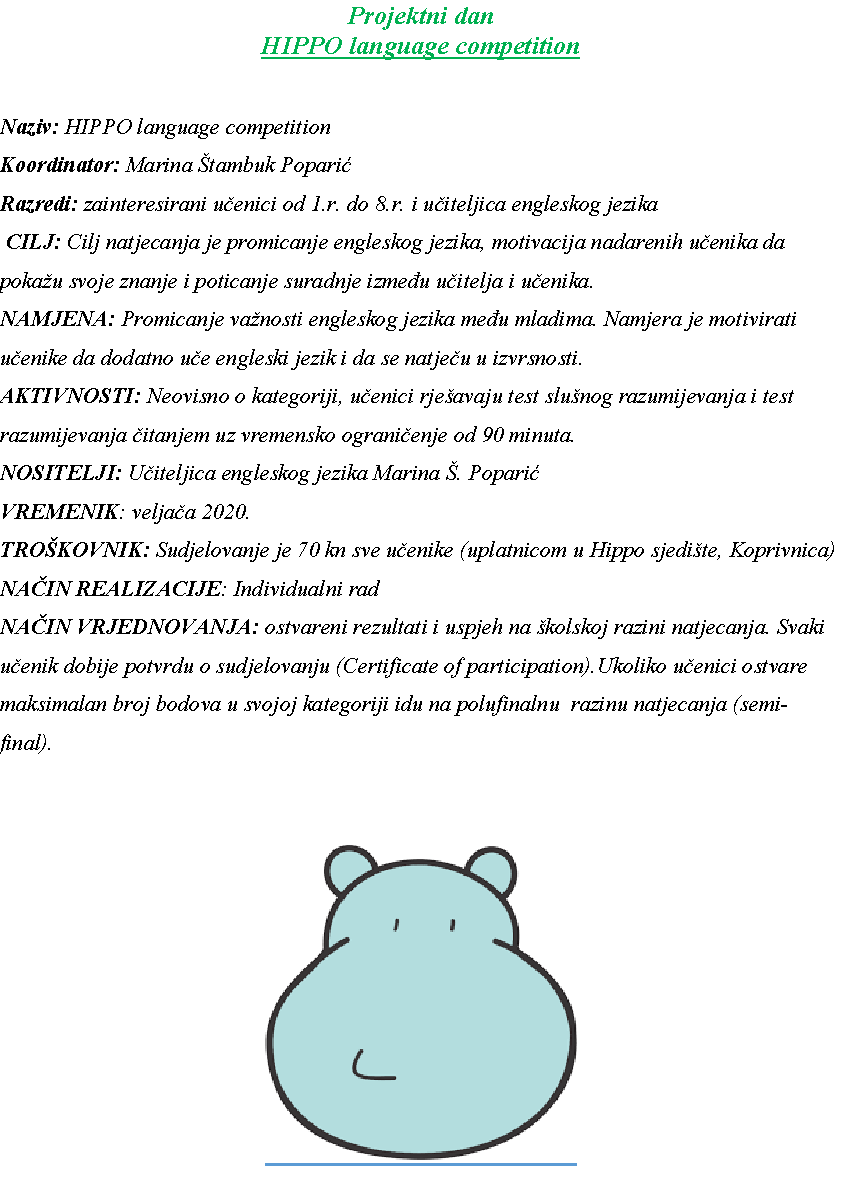 Projektni dan
HIPPO language competition
Naziv: HIPPO language competition
Koordinator: Marina Štambuk Poparić
Razredi: zainteresirani učenici od 1.r. do 8.r. i učiteljica engleskog jezika
CILJ: Cilj natjecanja je promicanje engleskog jezika, motivacija nadarenih učenika da
pokažu svoje znanje i poticanje suradnje između učitelja i učenika.
NAMJENA: Promicanje važnosti engleskog jezika među mladima. Namjera je motivirati
učenike da dodatno uče engleski jezik i da se natječu u izvrsnosti.
AKTIVNOSTI: Neovisno o kategoriji, učenici rješavaju test slušnog razumijevanja i test
razumijevanja čitanjem uz vremensko ograničenje od 90 minuta.
NOSITELJI: Učiteljica engleskog jezika Marina Š. Poparić
VREMENIK: veljača 2020.
TROŠKOVNIK: Sudjelovanje je 70 kn sve učenike (uplatnicom u Hippo sjedište, Koprivnica)
NAČIN REALIZACIJE: Individualni rad
NAČIN VRJEDNOVANJA: ostvareni rezultati i uspjeh na školskoj razini natjecanja. Svaki
učenik dobije potvrdu o sudjelovanju (Certificate of participation).Ukoliko učenici ostvare
maksimalan broj bodova u svojoj kategoriji idu na polufinalnu  razinu natjecanja (semi-
final).